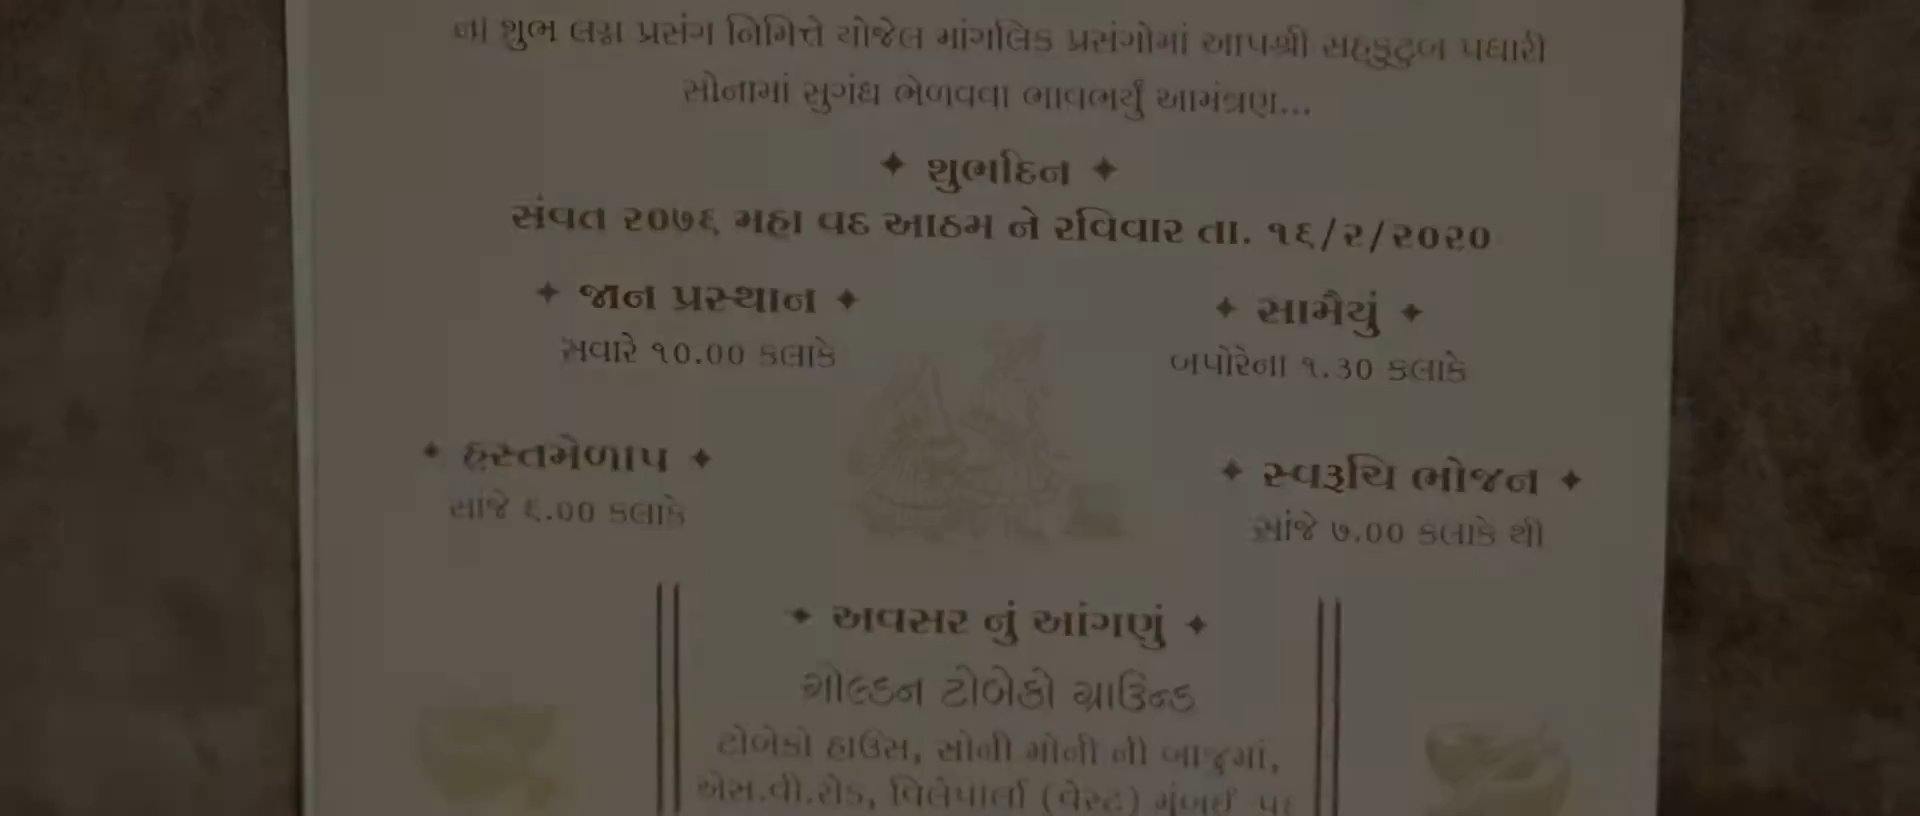 ના શુભ લગ્ન પ્રસંગ નિમિત્તે યોજેલ માંગલિક પ્રસંગોમાં આપશ્રી સહકુટુબ પધારી
સોનામાં સુગંધ ભેળવવા ભાવભર્યું આમંત્રણ...
✦ શુભદિન ✦
સંવત ૨૦૭૬ મહા વદ આઠમ ને રવિવાર તા. ૧૬/૨/૨૦૨૦
✦ જાન પ્રસ્થાન ✦
સવારે ૧૦.૦૦ કલાકે
✦ સામૈયું ✦
બપોરેના ૧.૩૦ કલાકે
✦ હસ્તમેળાપ ✦
સાંજે ૬.૦૦ કલાકે
✦ સ્વરૂચિ ભોજન ✦
સાંજે ૭.૦૦ કલાકે થી
✦ અવસર નું આંગણું ✦
ગોલ્ડન ટોબેકો ગ્રાઉન્ડ
ટોબેકો હાઉસ, સોની મોની ની બાજુમાં,
એસ.વી.રોડ, વિલેપાર્લા (વેસ્ટ) મુંબઈ